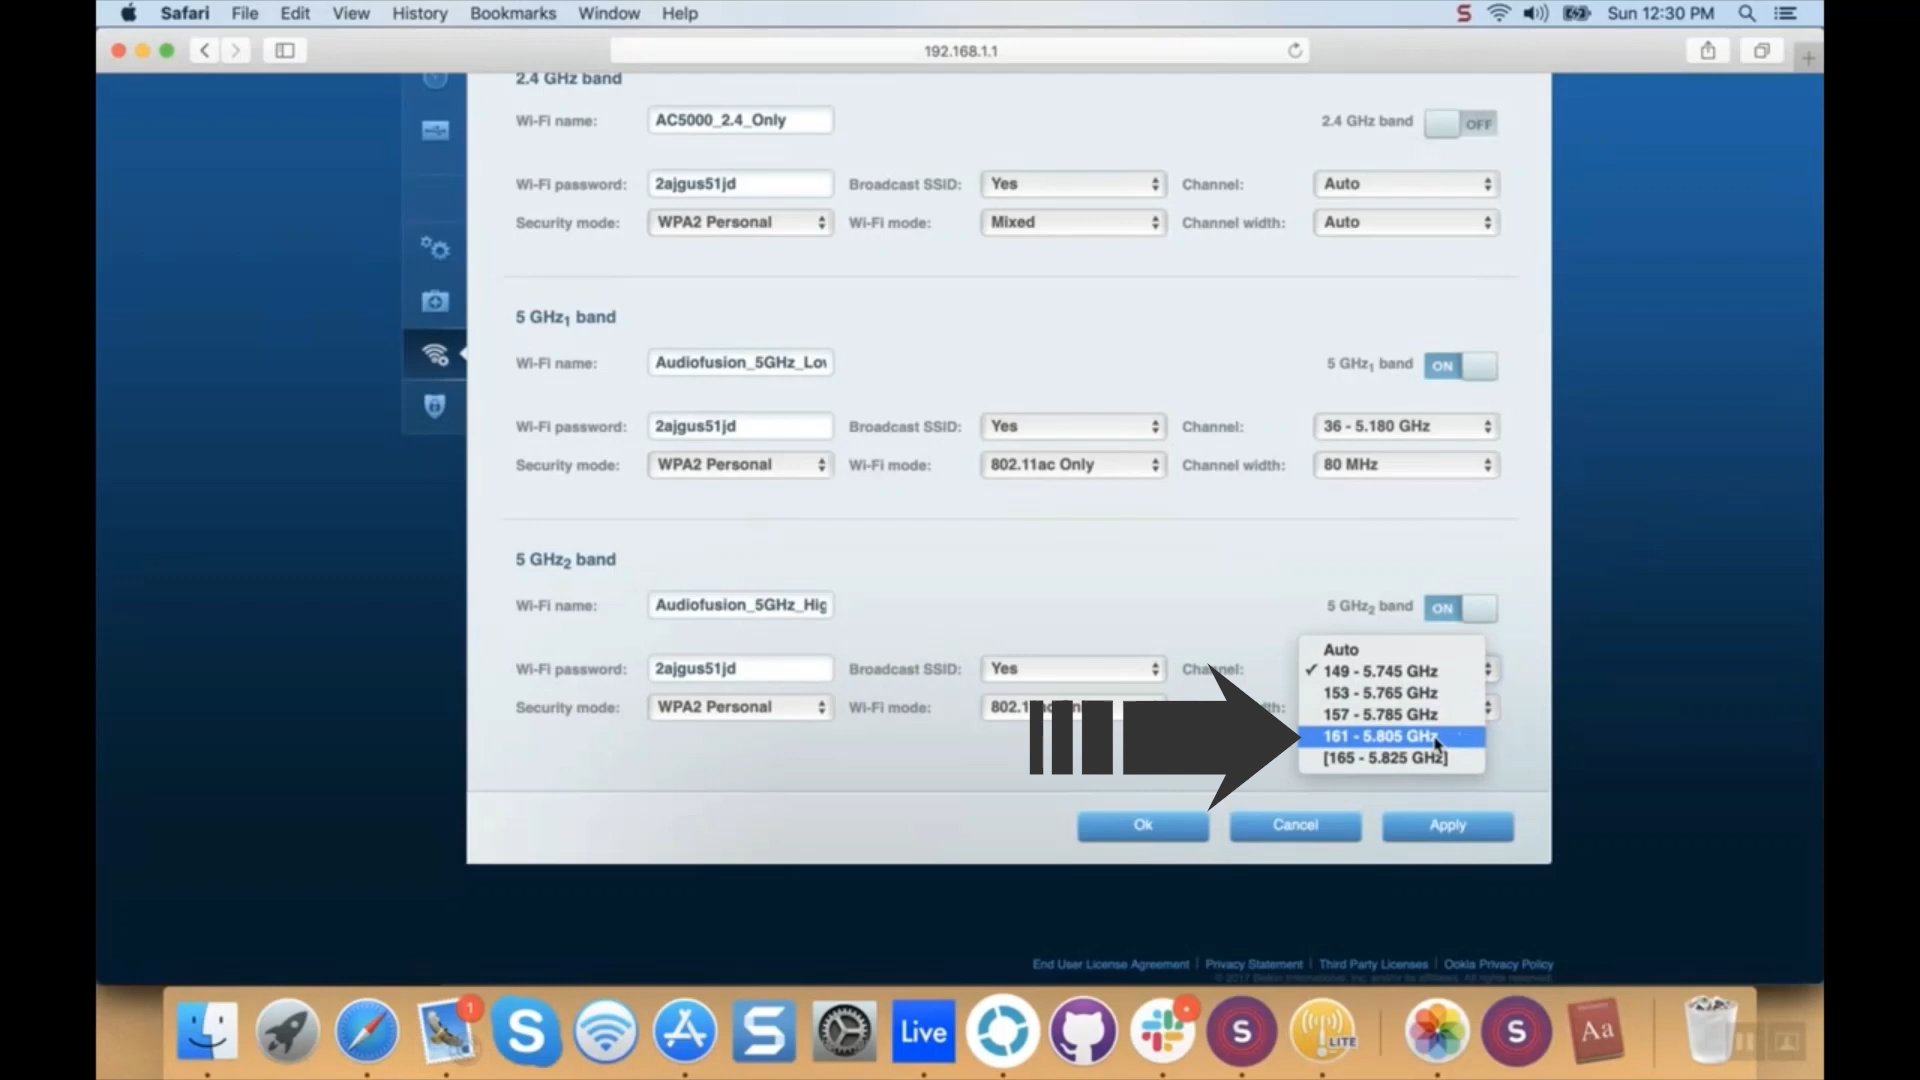 Safari File Edit View History Bookmarks Window Help Sun 12:30 PM
192.168.1.1
2.4 GHz band
Wi-Fi name: AC5000_2.4_Only 2.4 GHz band OFF
Wi-Fi password: 2ajgus51jd Broadcast SSID: Yes Channel: Auto
Security mode: WPA2 Personal Wi-Fi mode: Mixed Channel width: Auto
5 GHz1 band
Wi-Fi name: Audiofusion_5GHz_Lo 5 GHz1 band ON
Wi-Fi password: 2ajgus51jd Broadcast SSID: Yes Channel: 36 - 5.180 GHz
Security mode: WPA2 Personal Wi-Fi mode: 802.11ac Only Channel width: 80 MHz
5 GHz2 band
Wi-Fi name: Audiofusion_5GHz_Hig 5 GHz2 band ON
Auto
Wi-Fi password: 2ajgus51jd Broadcast SSID: Yes ✓ 149 - 5.745 GHz
153 - 5.765 GHz
Security mode: WPA2 Personal Wi-Fi mode: 157 - 5.785 GHz
161 - 5.805 GHz
[165 - 5.825 GHz]
Ok Cancel Apply
End User License Agreement | Privacy Statement | Third Party Licenses | Ookla Privacy Policy
1 S S Live S LITE S Aa